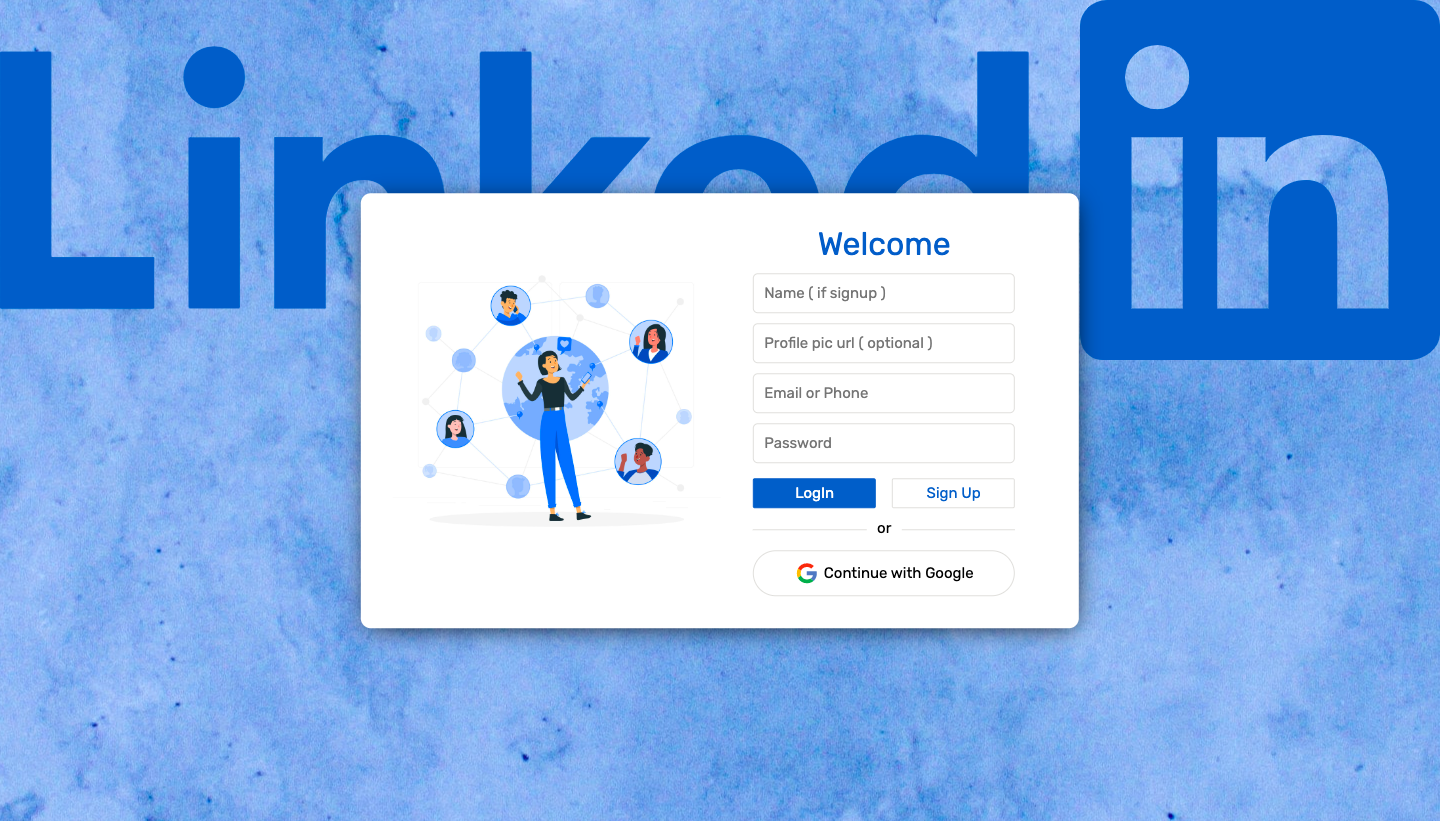 Linkedin
Welcome
Name ( if signup )
Profile pic url ( optional )
Email or Phone
Password
LogIn
Sign Up
or
Continue with Google